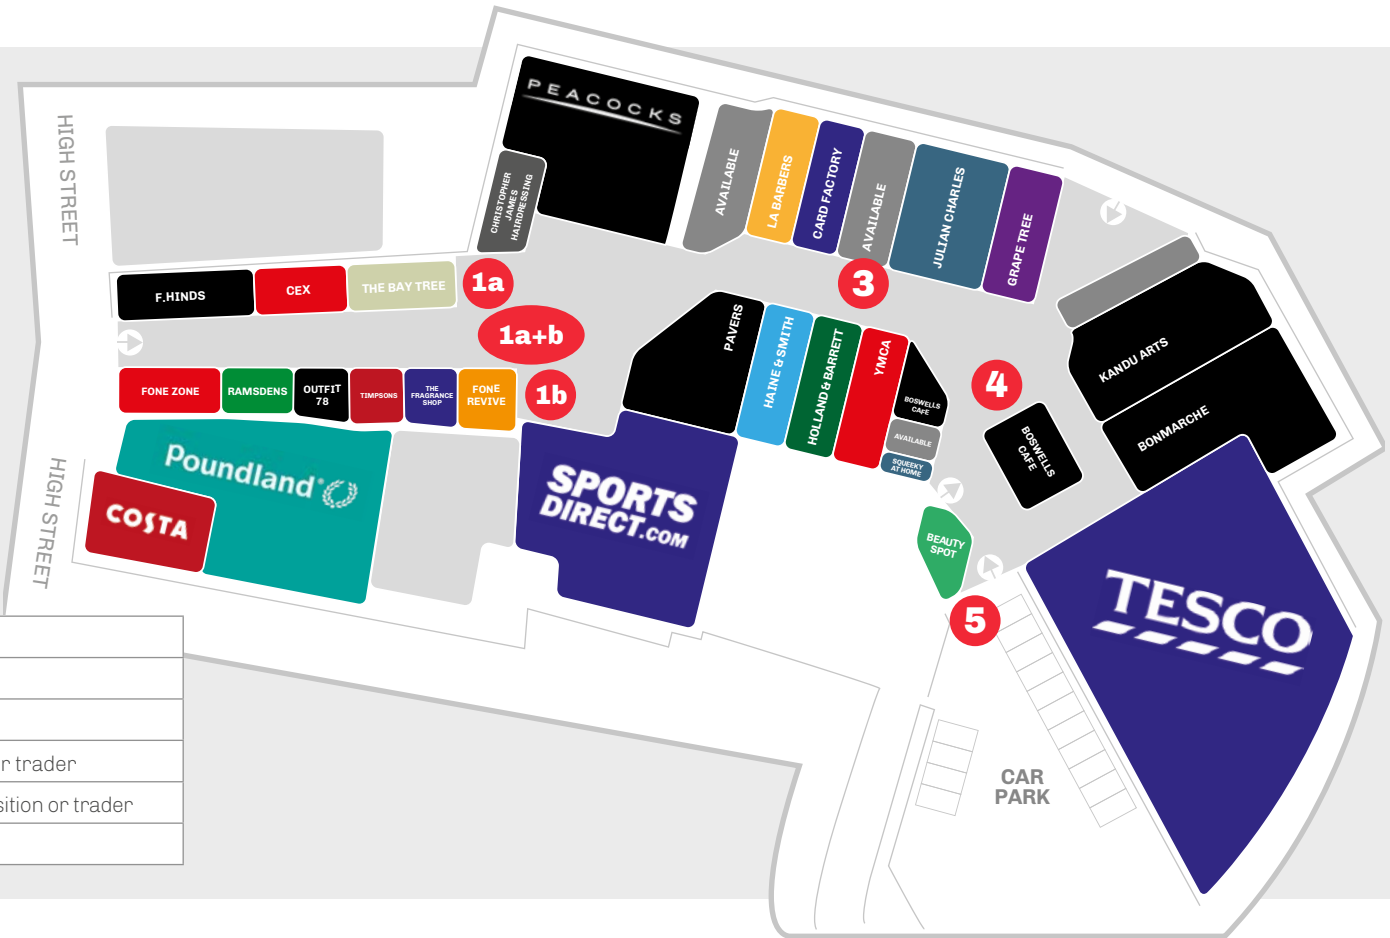 PEACOCKS
HIGH STREET
CHRISTOPHER
JAMES
HAIRDRESSING
AVAILABLE
LA BARBERS
CARD FACTORY
AVAILABLE
JULIAN CHARLES
GRAPE TREE
F.HINDS
CEX
THE BAY TREE
1a
3
1a+b
PAVERS
HAINE & SMITH
HOLLAND & BARRETT
YMCA
BOSWELLS
CAFE
AVAILABLE
SQUEEKY
AT HOME
4
KANDU ARTS
BONMARCHE
BOSWELLS
CAFE
FONE ZONE
RAMSDENS
OUTFIT
78
TIMPSONS
THE
FRAGRANCE
SHOP
FONE
REVIVE
1b
Poundland
COSTA
HIGH STREET
SPORTS
DIRECT.COM
BEAUTY
SPOT
5
TESCO
CAR
PARK
r trader
sition or trader